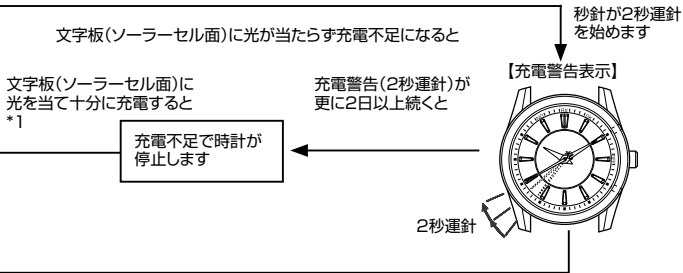 文字板(ソーラーセル面)に光が当たらず充電不足になると
秒針が2秒運針
を始めます
【充電警告表示】
文字板(ソーラーセル面)に
光を当て十分に充電すると
*1
充電警告(2秒運針)が
更に2日以上続くと
充電不足で時計が
停止します
2秒運針